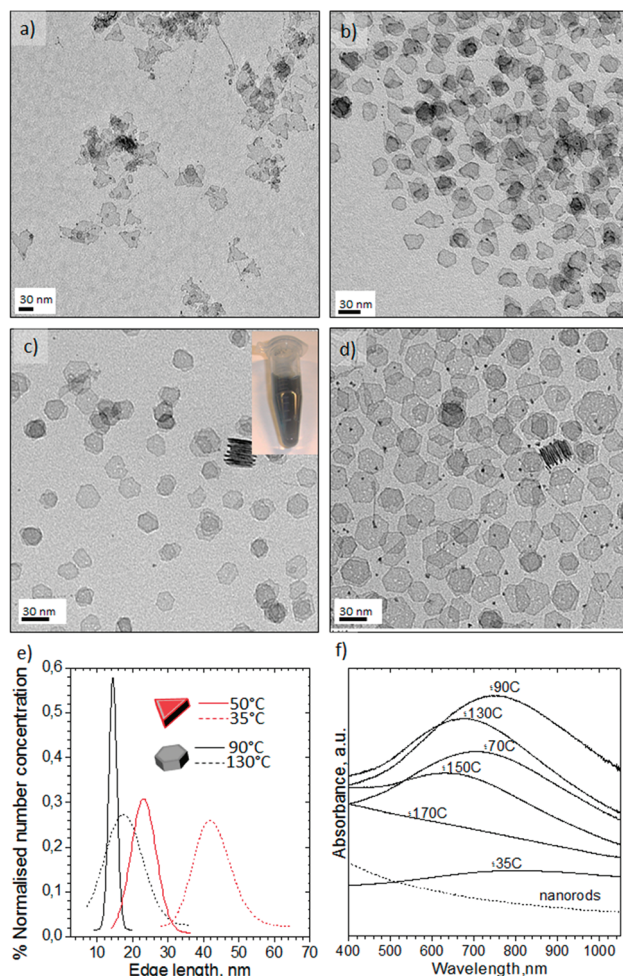 a)
b)
30 nm
30 nm
c)
d)
30 nm
30 nm
e)
f)
% Normalised number concentration
0,6
0,5
0,4
0,3
0,2
0,1
0,0
50°C
35°C
90°C
130°C
10 20 30 40 50 60 70
Edge length, nm
Absorbance, a.u.
90C
130C
70C
150C
170C
35C
nanorods
400 500 600 700 800 900 1000
Wavelength,nm